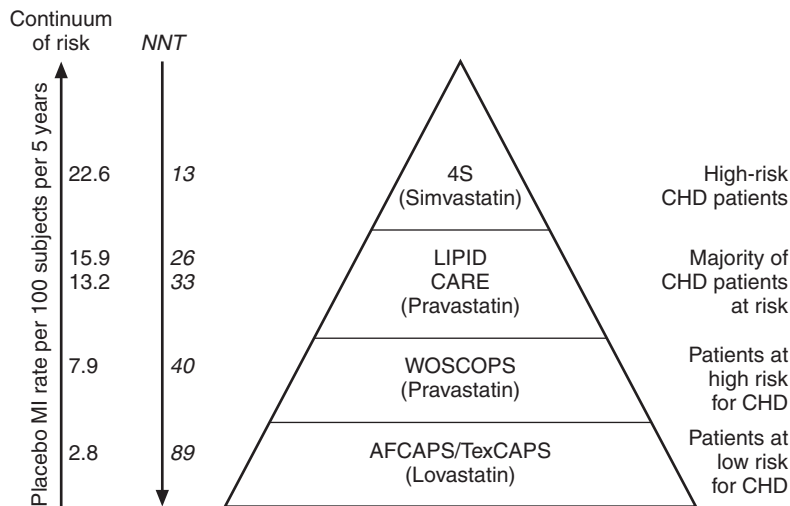 Continuum
of risk
NNT
Placebo MI rate per 100 subjects per 5 years
22.6
13
4S
(Simvastatin)
High-risk
CHD patients
15.9
26
13.2
33
LIPID
CARE
(Pravastatin)
Majority of
CHD patients
at risk
7.9
40
WOSCOPS
(Pravastatin)
Patients at
high risk
for CHD
2.8
89
AFCAPS/TexCAPS
(Lovastatin)
Patients at
low risk
for CHD